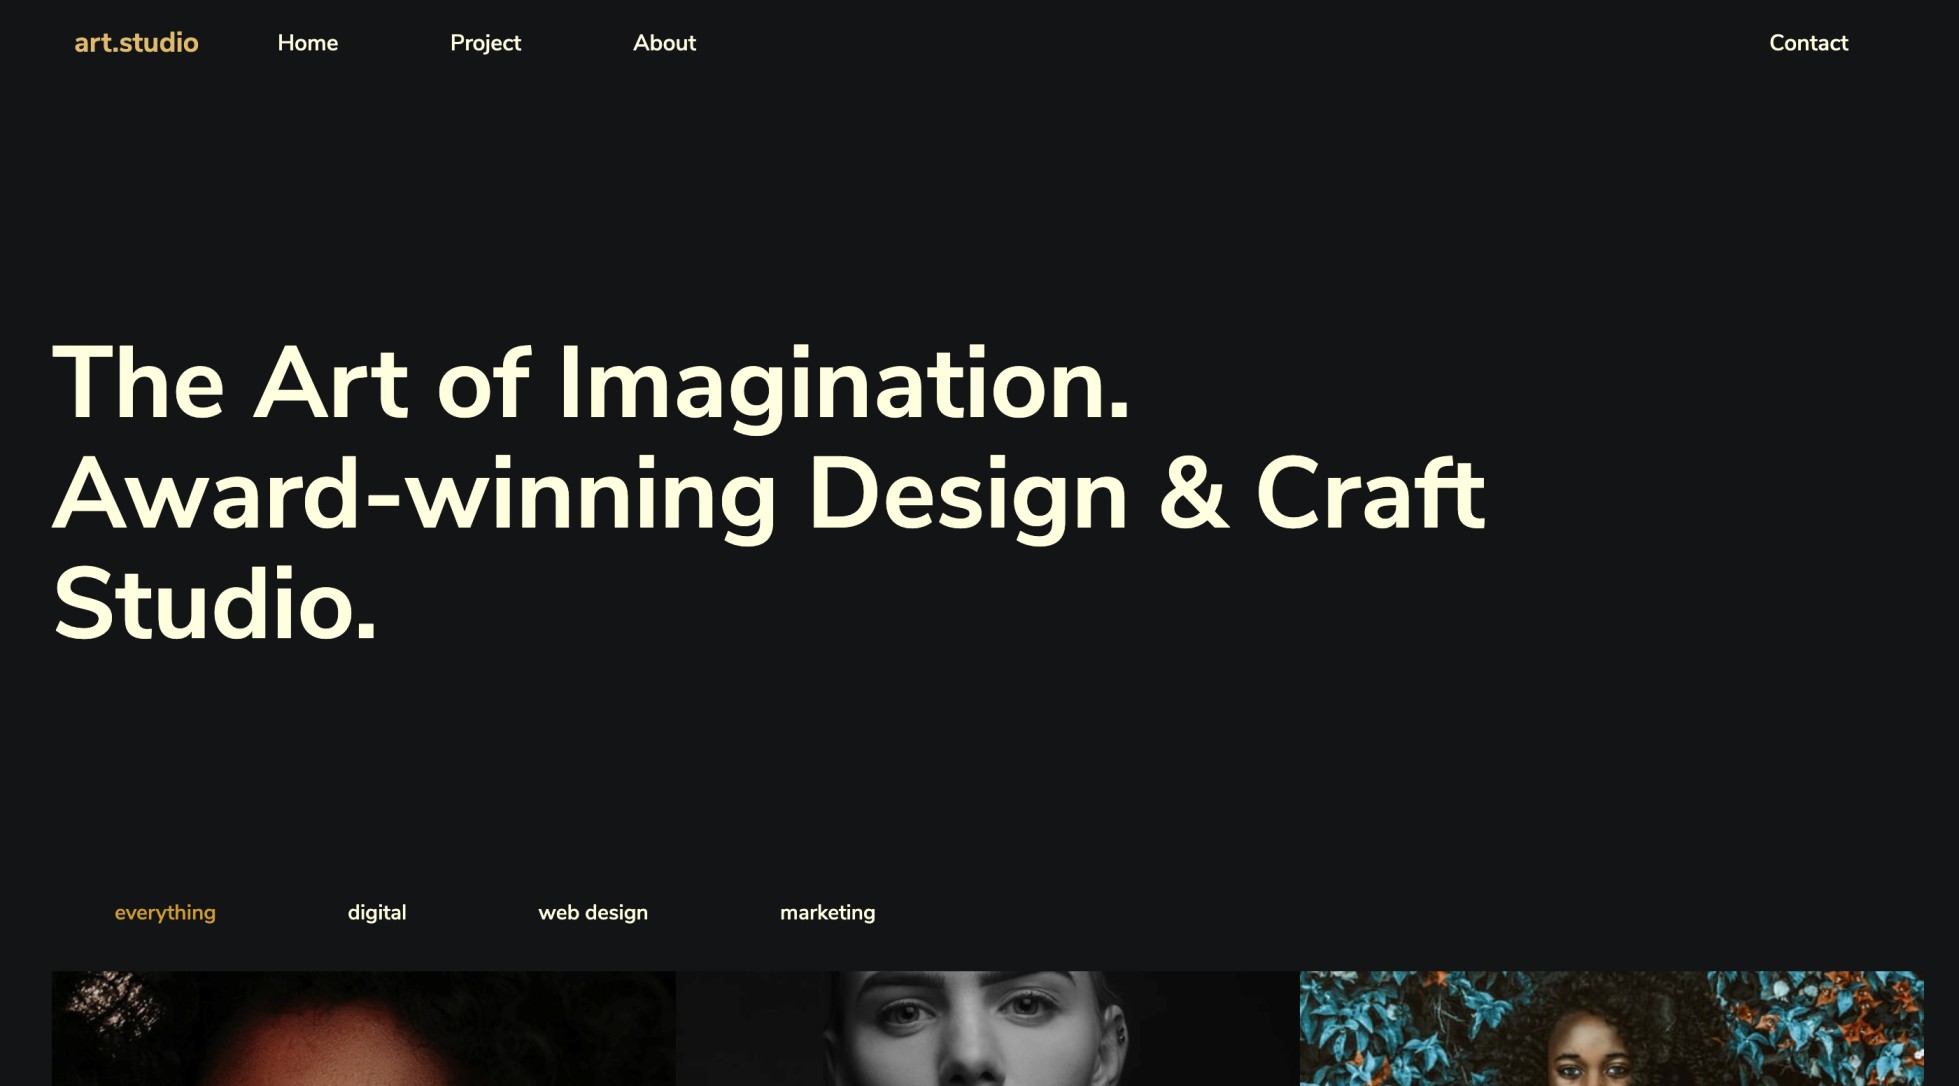 art.studio Home Project About Contact
The Art of Imagination.
Award-winning Design & Craft
Studio.
everything digital web design marketing